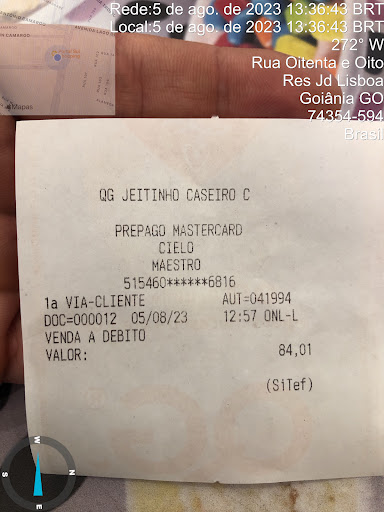 Rede:5 de ago. de 2023 13:36:43 BRT
Local:5 de ago. de 2023 13:36:43 BRT
272° W
Rua Oitenta e Oito
Res Jd Lisboa
Goiânia GO
74354-594
Brasil
Mapas
QG JEITINHO CASEIRO C
PREPAGO MASTERCARD
CIELO
MAESTRO
515460******6816
1a VIA-CLIENTE AUT=041994
DOC=000012 05/08/23 12:57 ONL-L
VENDA A DEBITO
VALOR: 84,01
(SiTef)
W
S N
E